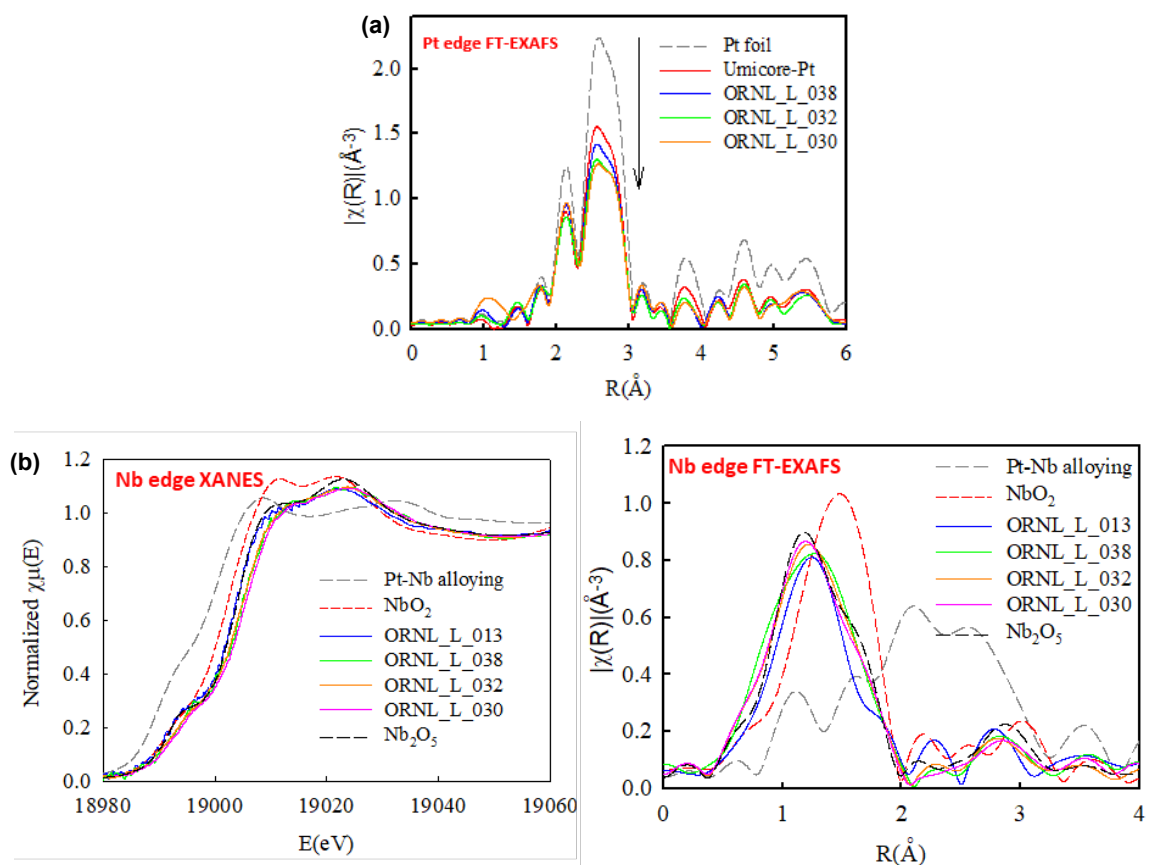 (a)
Pt edge FT-EXAFS
Pt foil
Umicore-Pt
ORNL_L_038
ORNL_L_032
ORNL_L_030
|χ(R)|(Å-3)
2.0
1.5
1.0
0.5
0.0
0 1 2 3 4 5 6
R(Å)
(b)
Nb edge XANES
Pt-Nb alloying
NbO2
ORNL_L_013
ORNL_L_038
ORNL_L_032
ORNL_L_030
Nb2O5
Normalized χμ(E)
1.2
1.0
0.8
0.6
0.4
0.2
0.0
18980 19000 19020 19040 19060
E(eV)
Nb edge FT-EXAFS
Pt-Nb alloying
NbO2
ORNL_L_013
ORNL_L_038
ORNL_L_032
ORNL_L_030
Nb2O5
|χ(R)|(Å-3)
1.2
1.0
0.8
0.6
0.4
0.2
0.0
0 1 2 3 4
R(Å)